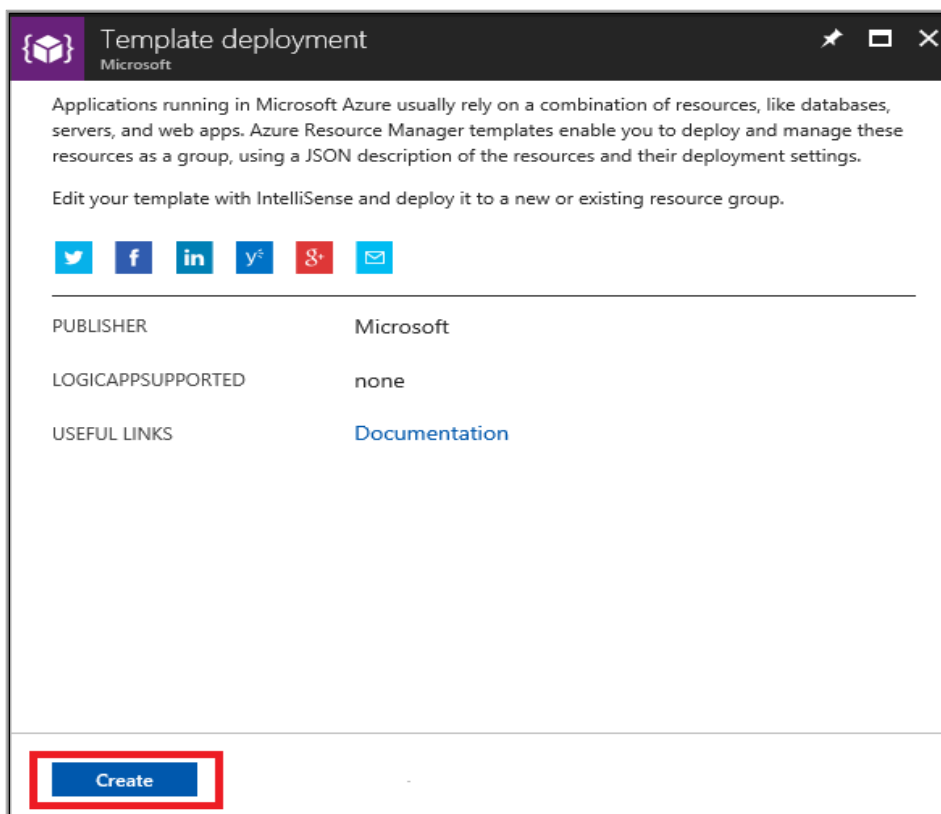 Template deployment
Microsoft
Applications running in Microsoft Azure usually rely on a combination of resources, like databases,
servers, and web apps. Azure Resource Manager templates enable you to deploy and manage these
resources as a group, using a JSON description of the resources and their deployment settings.
Edit your template with IntelliSense and deploy it to a new or existing resource group.
f in y 8+
PUBLISHER Microsoft
LOGICAPPSUPPORTED none
USEFUL LINKS Documentation
Create